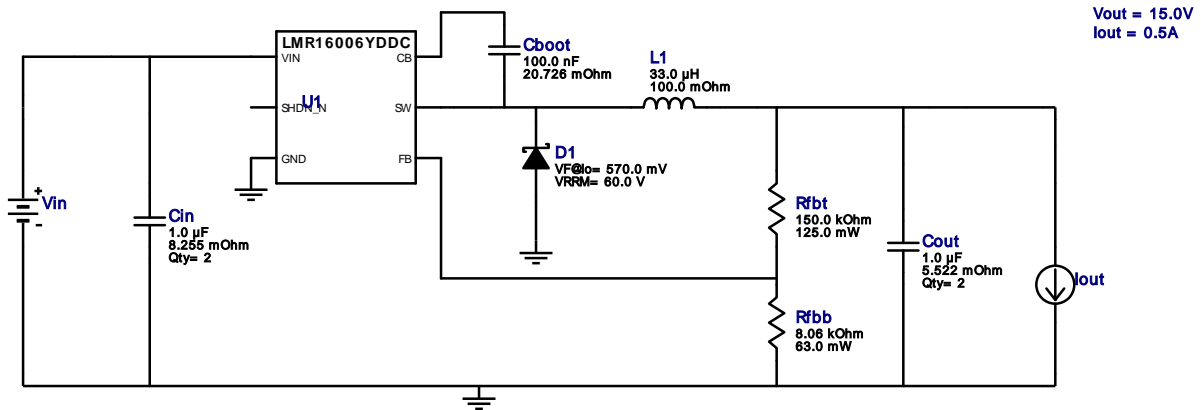 Vout = 15.0V
Iout = 0.5A
LMR16006YDDC
VIN
CB
SHDN_N
U1
SW
GND
FB
Cboot
100.0 nF
20.726 mOhm
L1
33.0 µH
100.0 mOhm
D1
VF@Io= 570.0 mV
VRRM= 60.0 V
+
Vin
-
Cin
1.0 µF
8.255 mOhm
Qty= 2
Rfbt
150.0 kOhm
125.0 mW
Cout
1.0 µF
5.522 mOhm
Qty= 2
Iout
Rfbb
8.06 kOhm
63.0 mW